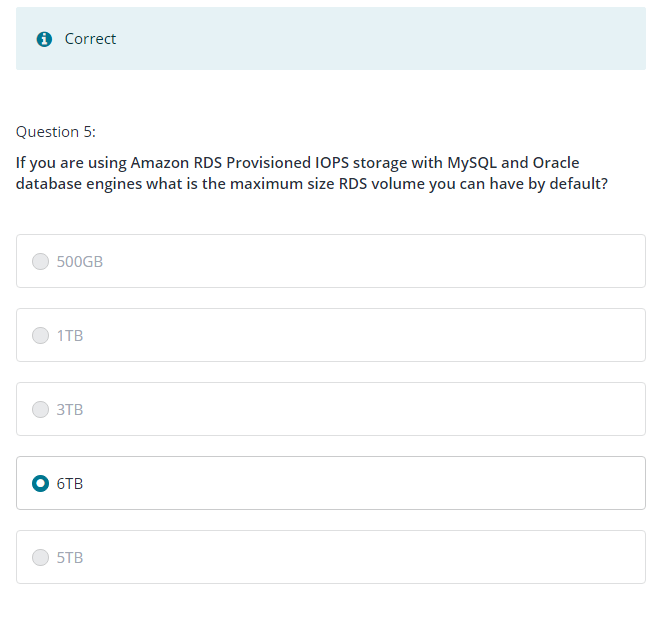 Correct
Question 5:
If you are using Amazon RDS Provisioned IOPS storage with MySQL and Oracle
database engines what is the maximum size RDS volume you can have by default?
500GB
1TB
3TB
6TB
5TB